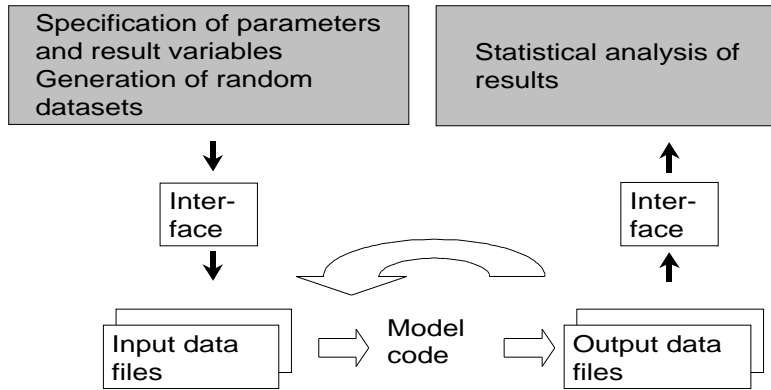 Specification of parameters
and result variables
Generation of random
datasets
Statistical analysis of
results
Inter-
face
Inter-
face
Input data
files
Model
code
Output data
files